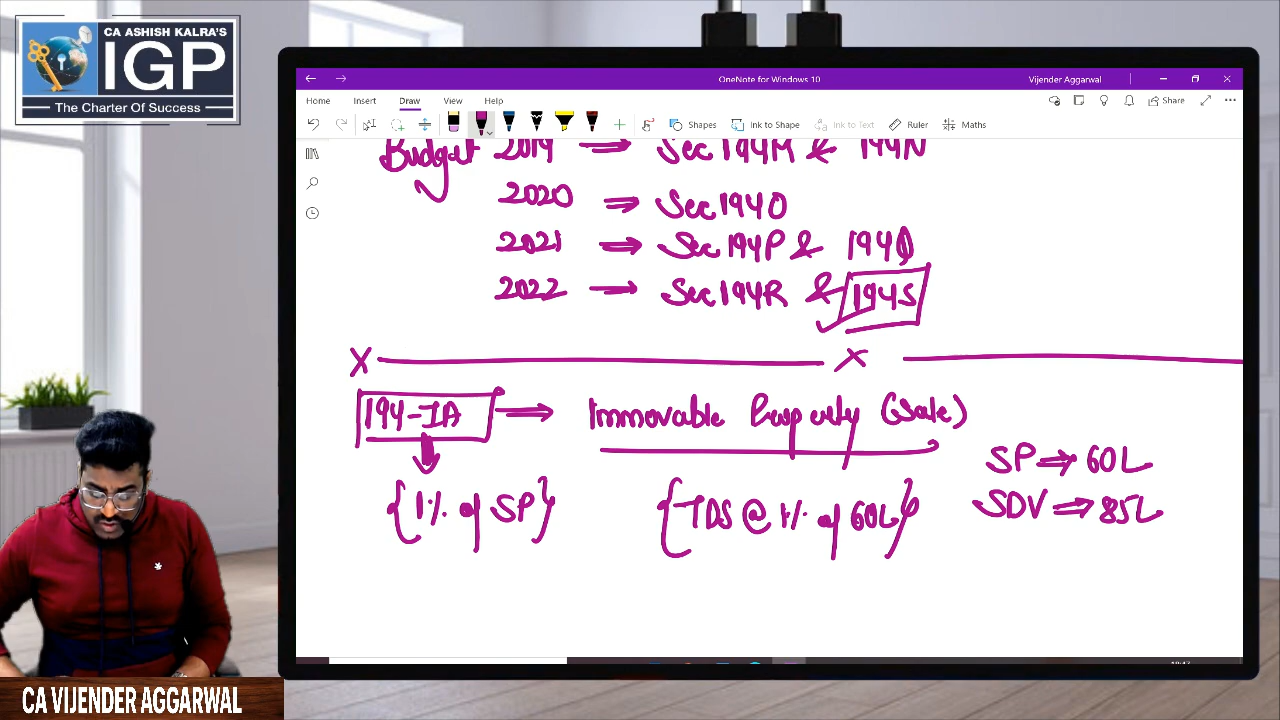 CA ASHISH KALRA'S
IGP
The Charter Of Success
OneNote for Windows 10
Vijender Aggarwal
Home Insert Draw View Help
Share
Shapes Ink to Shape Ink to Text Ruler Maths
Budget 2019 → Sec 194M & 194N
2020 ⇒ Sec 194O
2021 ⇒ Sec 194P & 194Q
2022 → Sec 194R & 194S
X X
194-IA → Immovable Property (Sale)
SP ⇒ 60L
{1% of SP} {TDS @ 1% of 60L}
SDV ⇒ 85L
CA VIJENDER AGGARWAL